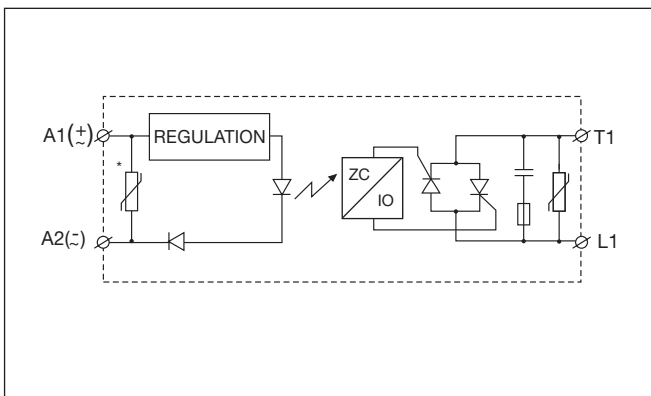 A1(+~)
REGULATION
T1
*
ZC
IO
A2(-~)
L1